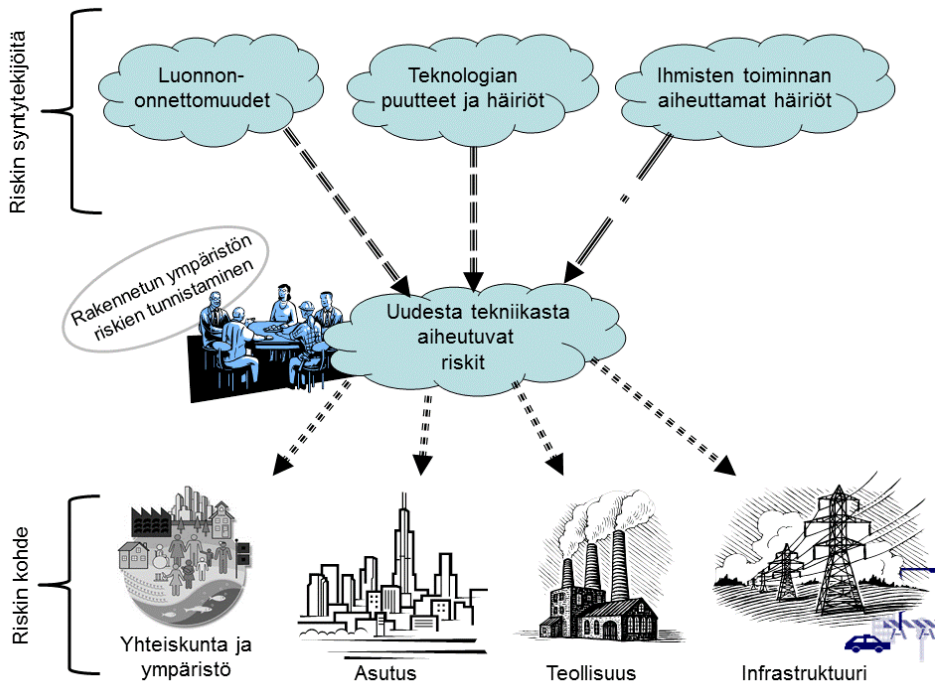 Riskin syntytekijöitä
Luonnon-
onnettomuudet
Teknologian
puutteet ja häiriöt
Ihmisten toiminnan
aiheuttamat häiriöt
Rakennetun ympäristön
riskien tunnistaminen
Uudesta tekniikasta
aiheutuvat
riskit
Riskin kohde
Yhteiskunta ja
ympäristö
Asutus
Teollisuus
Infrastruktuuri